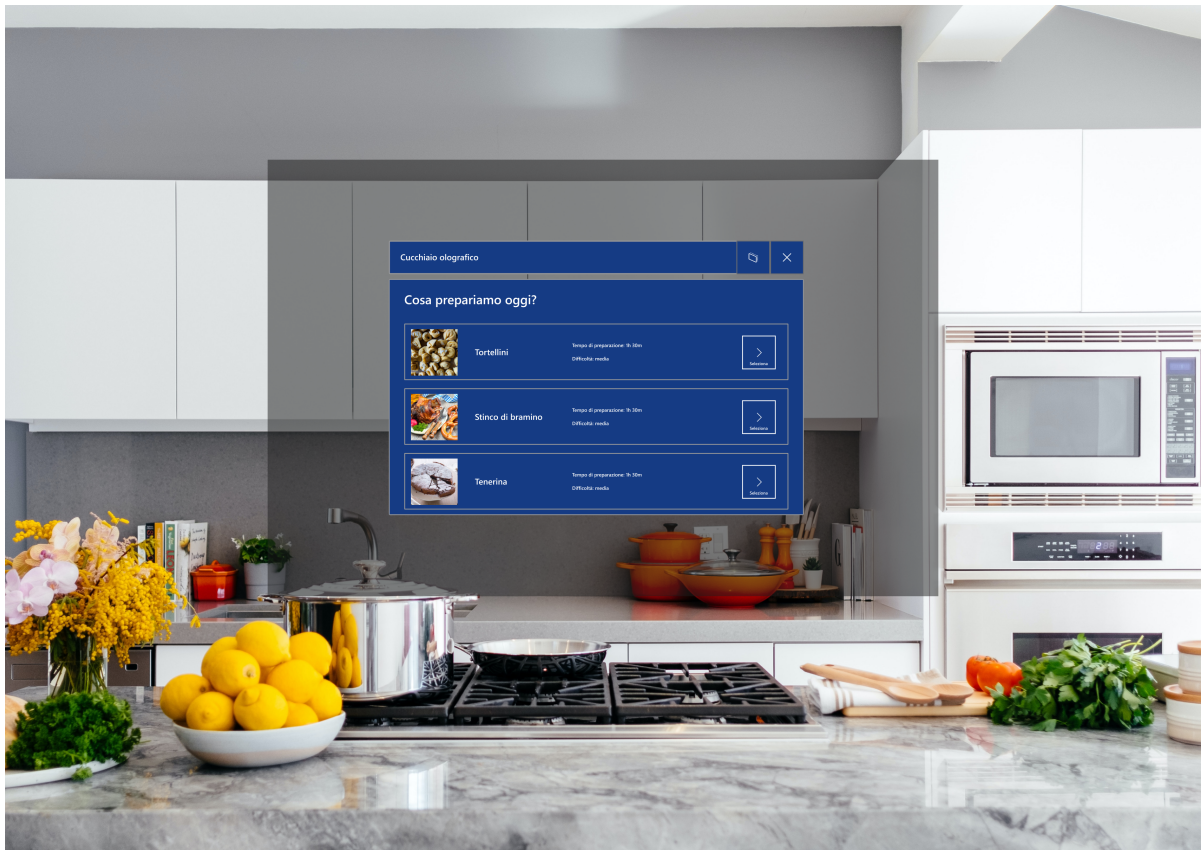 Cucchiaio olografico
Cosa prepariamo oggi?
Tortellini
Tempo di preparazione: 1h 30m
Difficoltà: media
Seleziona
Stinco di bramino
Tempo di preparazione: 1h 30m
Difficoltà: media
Seleziona
Tenerina
Tempo di preparazione: 1h 30m
Difficoltà: media
Seleziona